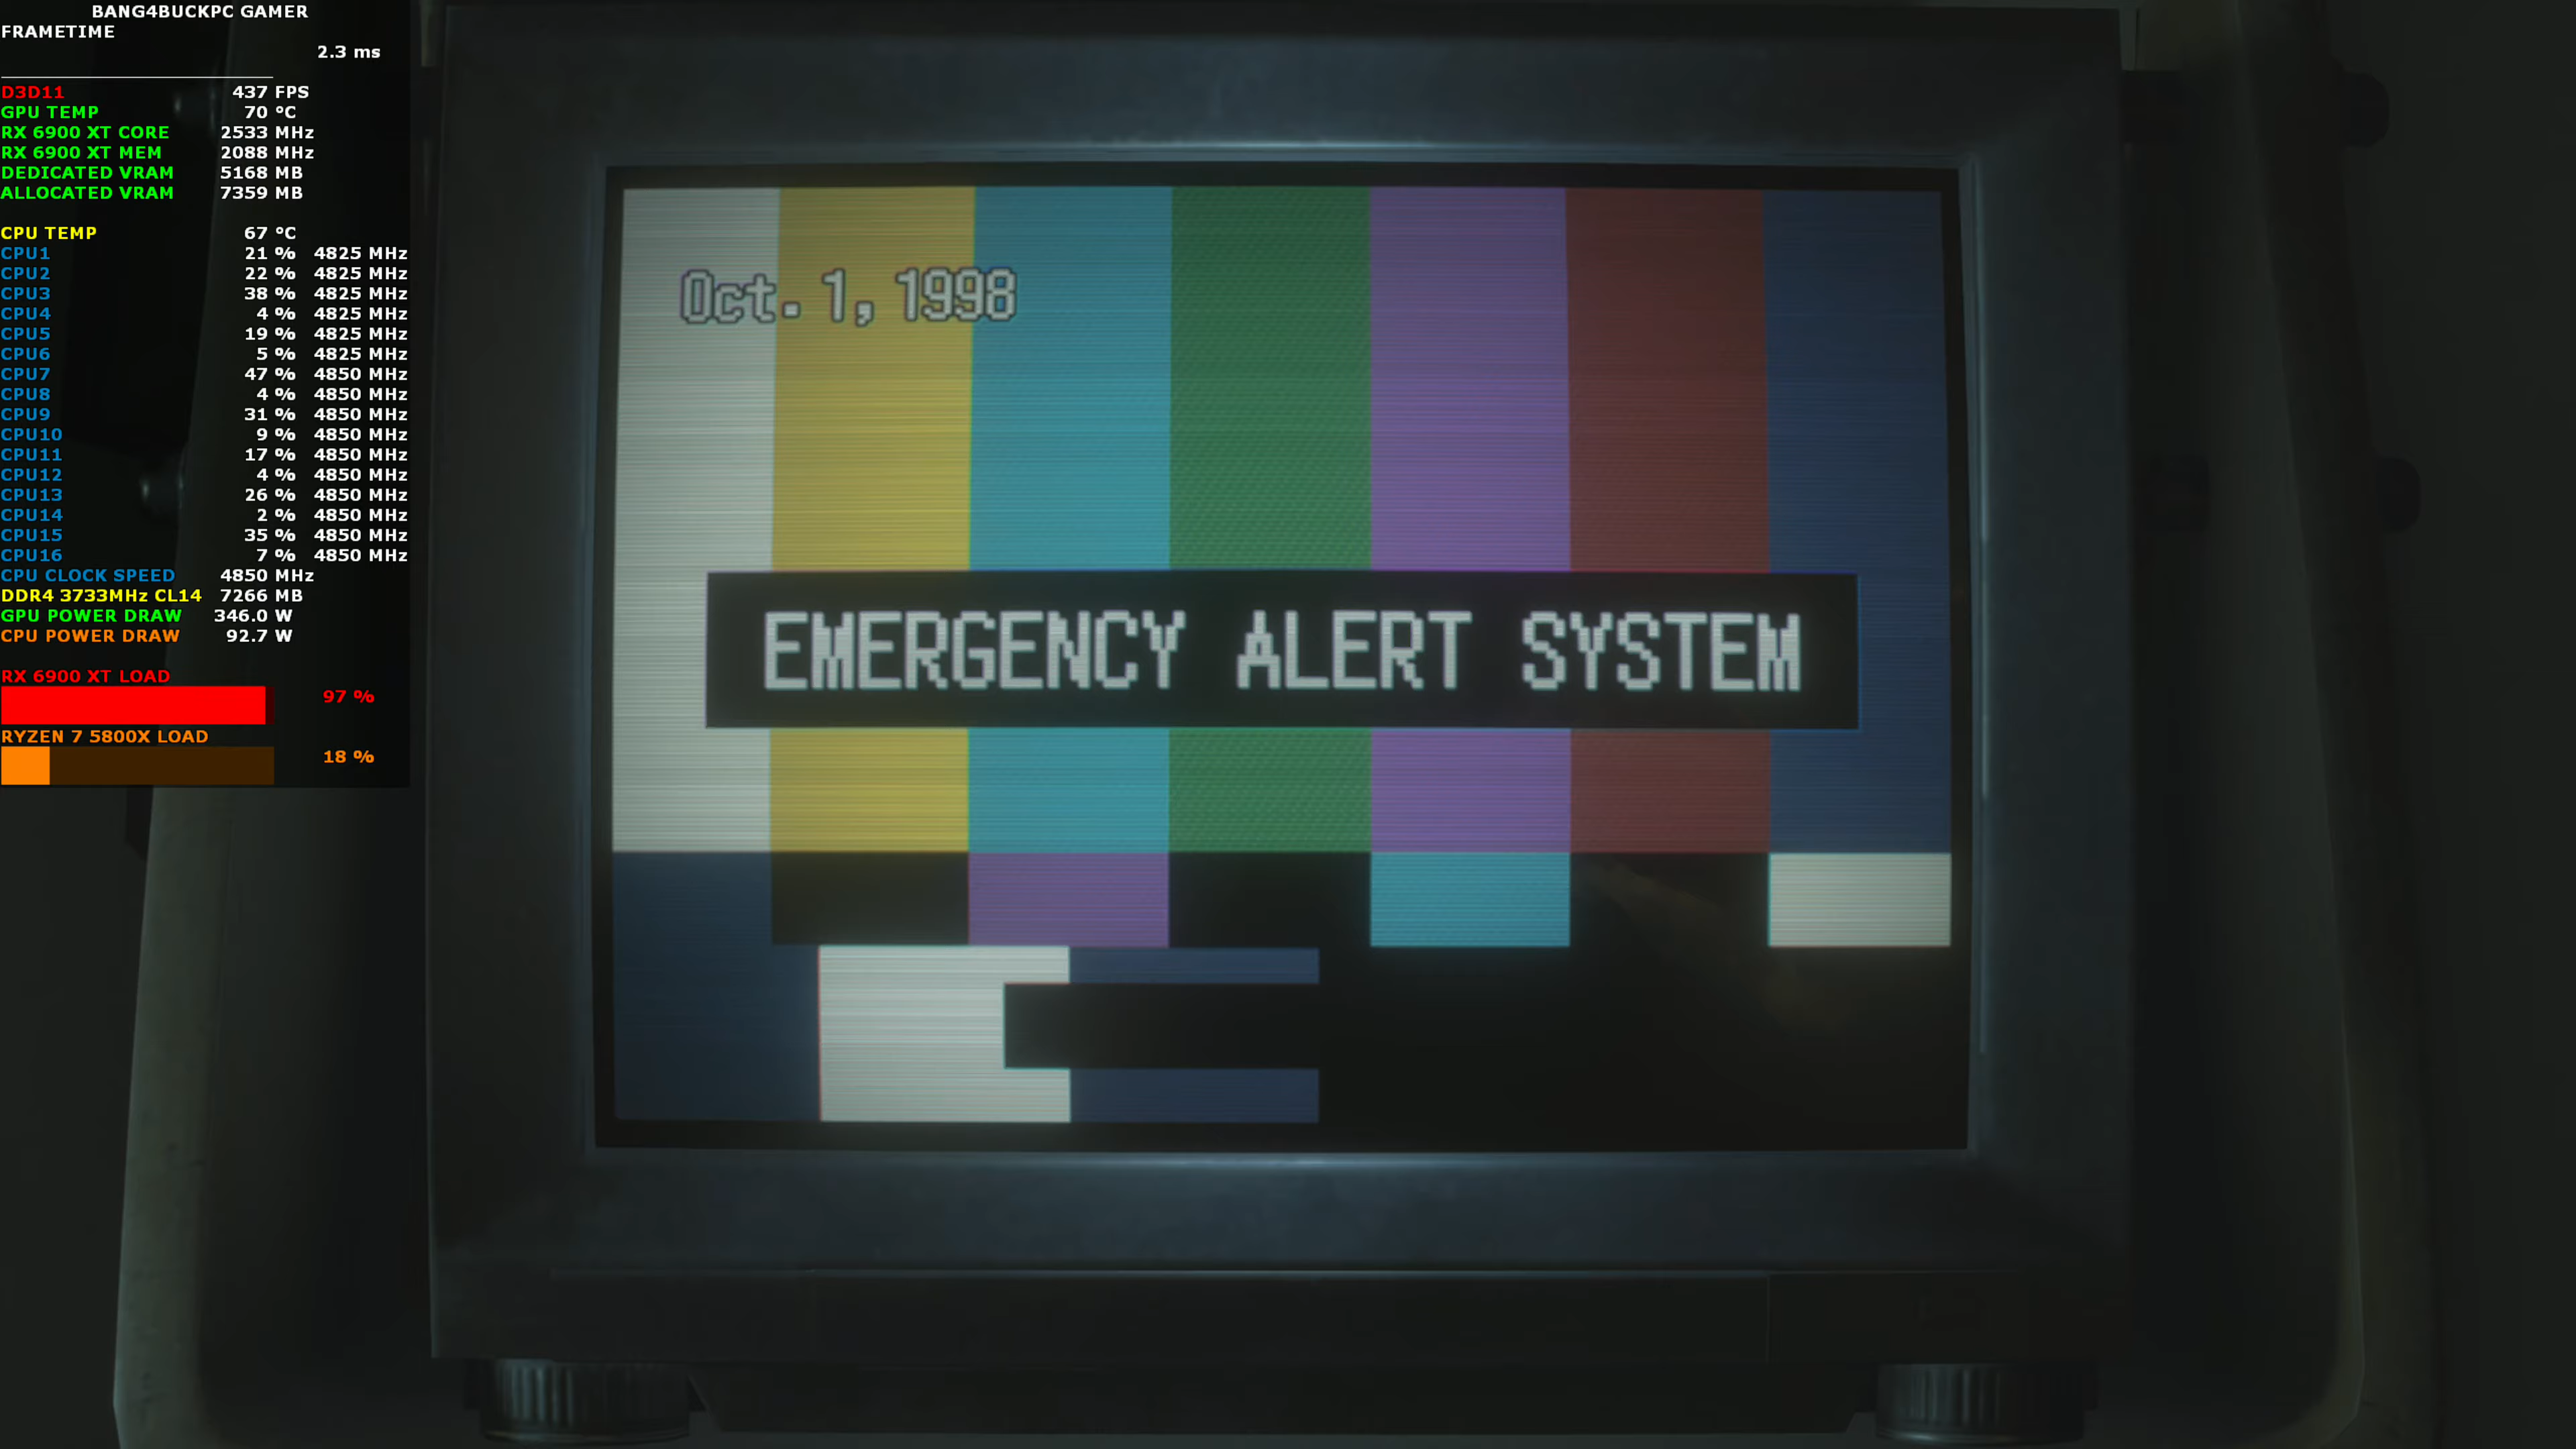 BANG4BUCKPC GAMER
FRAMETIME
2.3 ms
D3D11 437 FPS
GPU TEMP 70 °C
RX 6900 XT CORE 2533 MHz
RX 6900 XT MEM 2088 MHz
DEDICATED VRAM 5168 MB
ALLOCATED VRAM 7359 MB
CPU TEMP 67 °C
CPU1 21 % 4825 MHz
CPU2 22 % 4825 MHz
CPU3 38 % 4825 MHz
CPU4 4 % 4825 MHz
CPU5 19 % 4825 MHz
CPU6 5 % 4825 MHz
CPU7 47 % 4850 MHz
CPU8 4 % 4850 MHz
CPU9 31 % 4850 MHz
CPU10 9 % 4850 MHz
CPU11 17 % 4850 MHz
CPU12 4 % 4850 MHz
CPU13 26 % 4850 MHz
CPU14 2 % 4850 MHz
CPU15 35 % 4850 MHz
CPU16 7 % 4850 MHz
CPU CLOCK SPEED 4850 MHz
DDR4 3733MHz CL14 7266 MB
GPU POWER DRAW 346.0 W
CPU POWER DRAW 92.7 W
RX 6900 XT LOAD
97 %
RYZEN 7 5800X LOAD
18 %
Oct. 1, 1998
EMERGENCY ALERT SYSTEM